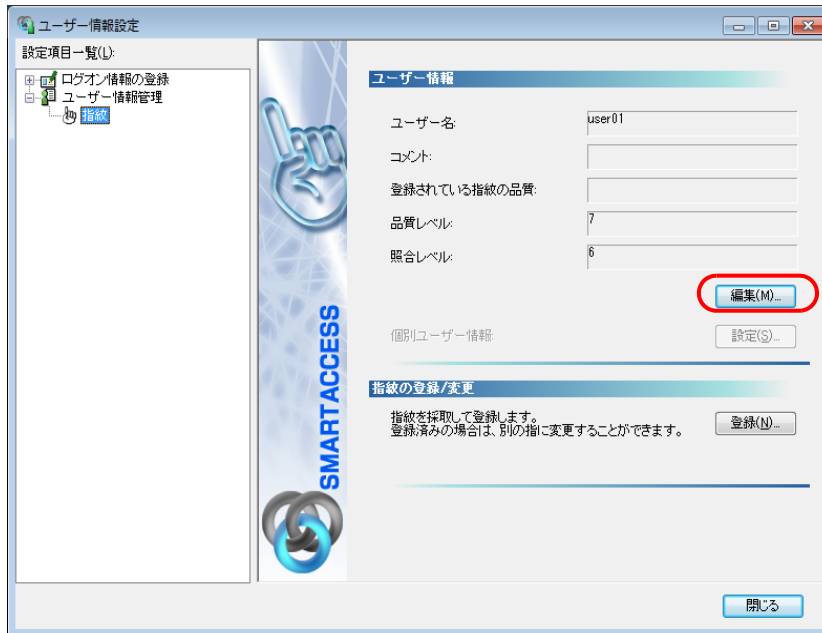 ユーザー情報設定
設定項目一覧(L):
ログオン情報の登録
ユーザー情報管理
指紋
SMARTACCESS
ユーザー情報
ユーザー名: user01
コメント:
登録されている指紋の品質:
品質レベル: 7
照合レベル: 6
編集(M)...
個別ユーザー情報: 設定(S)...
指紋の登録/変更
指紋を採取して登録します。
登録済みの場合は、別の指に変更することができます。
登録(N)...
閉じる